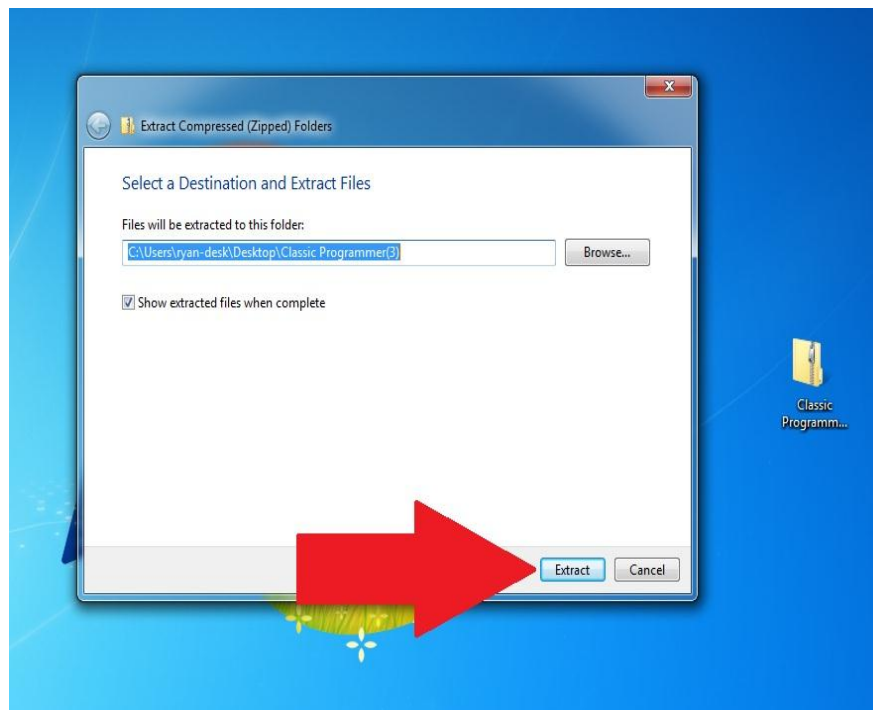 Extract Compressed (Zipped) Folders
Select a Destination and Extract Files
Files will be extracted to this folder:
C:\Users\ryan-desk\Desktop\Classic Programmer(3)
Browse...
Show extracted files when complete
Classic
Programm...
Extract
Cancel